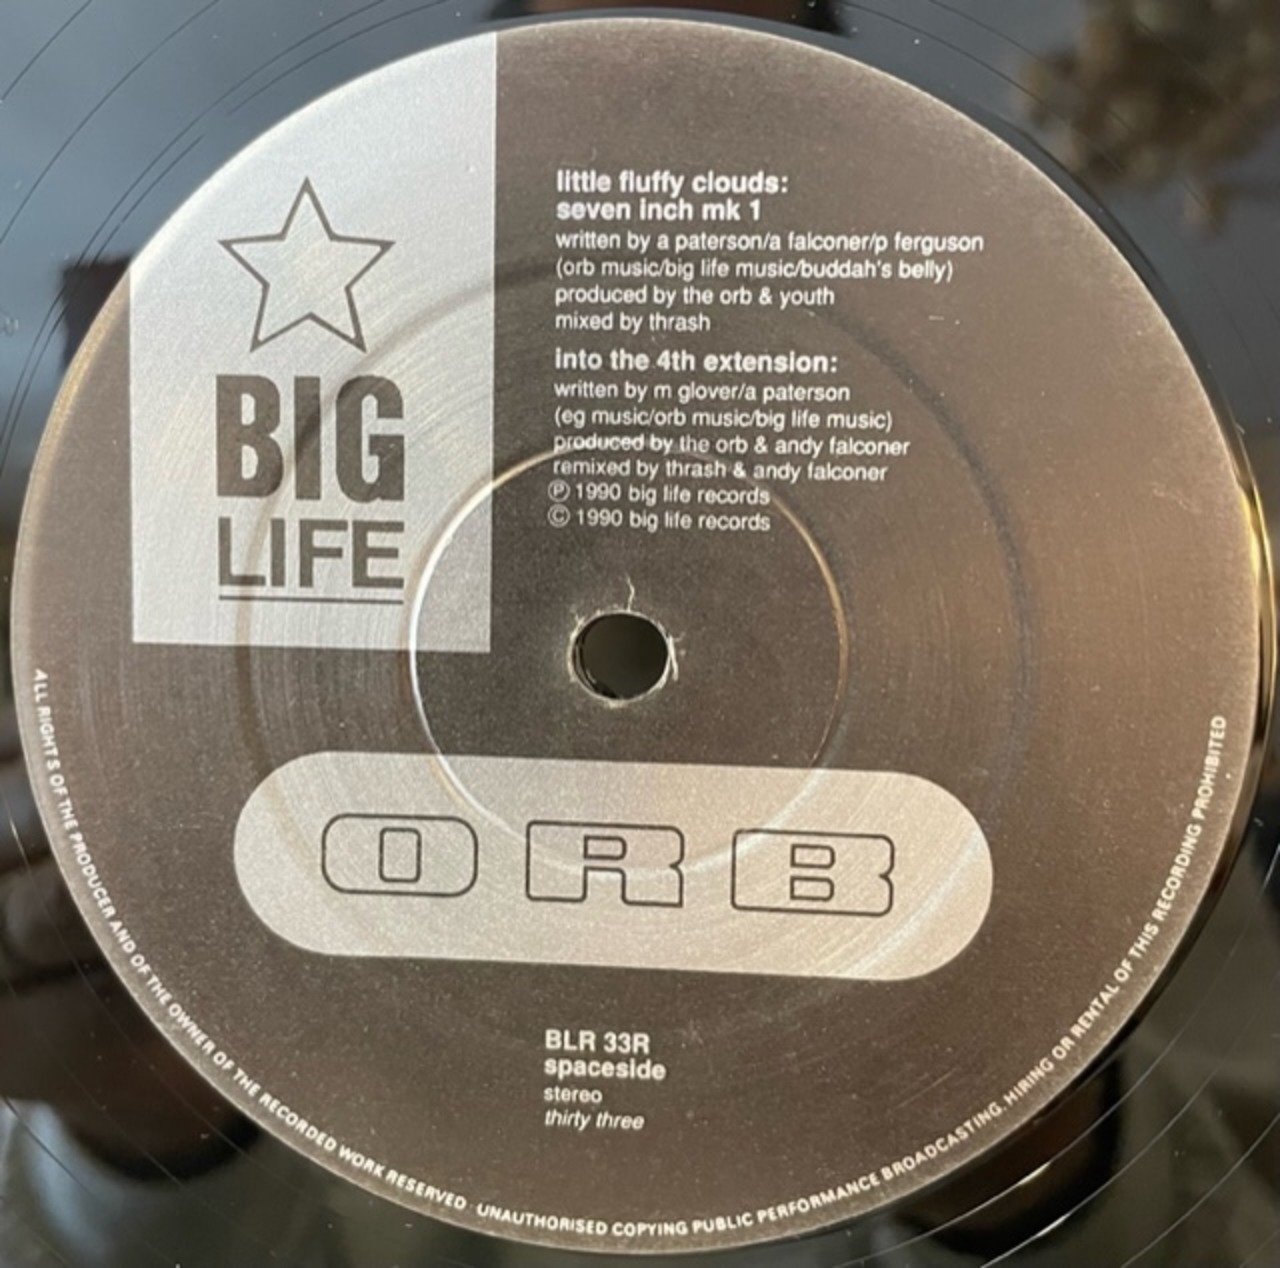 little fluffy clouds:
seven inch mk 1
written by a paterson/a falconer/p ferguson
(orb music/big life music/buddah's belly)
produced by the orb & youth
mixed by thrash
into the 4th extension:
written by m glover/a paterson
(eg music/orb music/big life music)
produced by the orb & andy falconer
remixed by thrash & andy falconer
℗ 1990 big life records
© 1990 big life records
BIG
LIFE
ORB
BLR 33R
spaceside
stereo
thirty three
ALL RIGHTS OF THE PRODUCER AND OF THE OWNER OF THE RECORDED WORK RESERVED · UNAUTHORISED COPYING PUBLIC PERFORMANCE BROADCASTING, HIRING OR RENTAL OF THIS RECORDING PROHIBITED